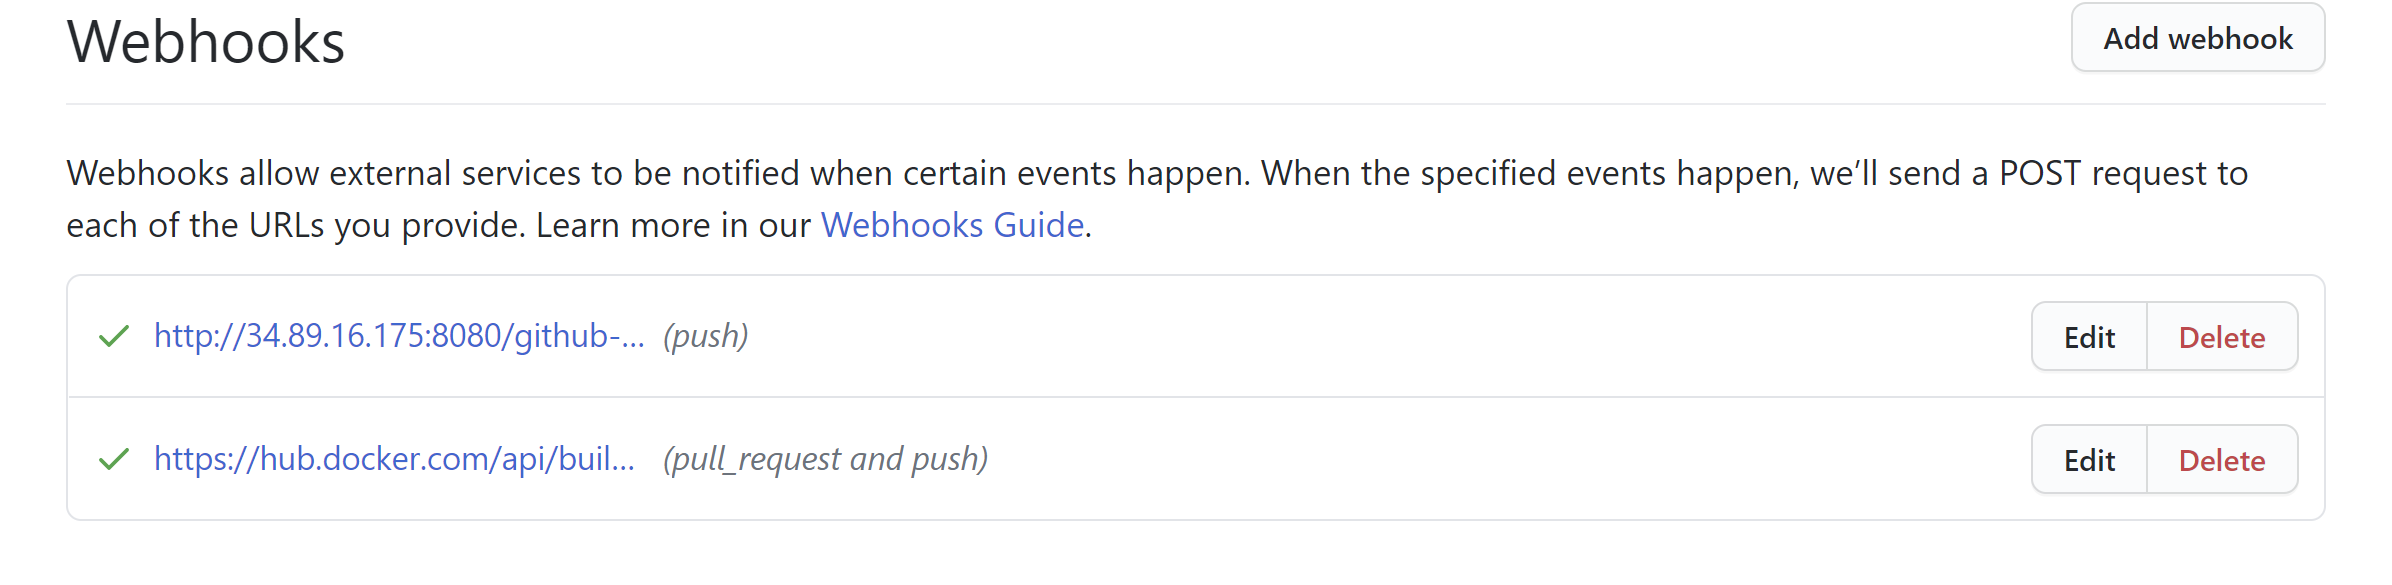 Webhooks
Add webhook
Webhooks allow external services to be notified when certain events happen. When the specified events happen, we’ll send a POST request to
each of the URLs you provide. Learn more in our Webhooks Guide.
http://34.89.16.175:8080/github-... (push)
Edit
Delete
https://hub.docker.com/api/buil... (pull_request and push)
Edit
Delete